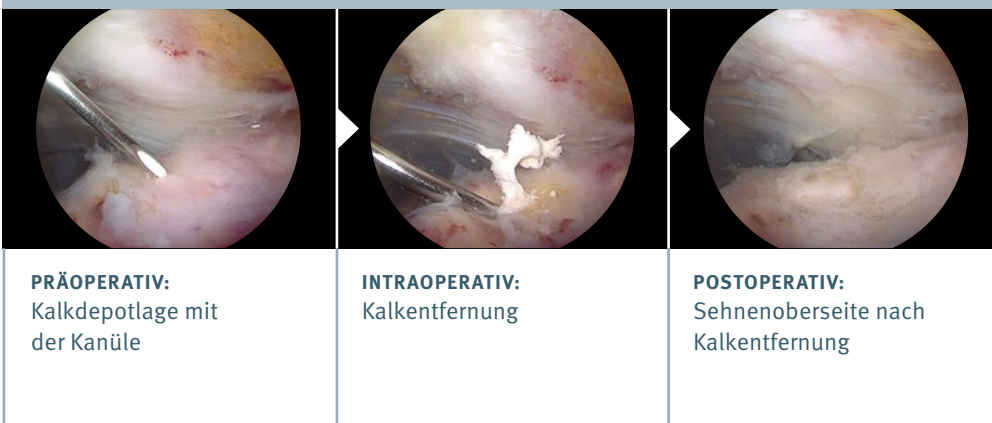 PRÄOPERATIV:
Kalkdepotlage mit
der Kanüle
INTRAOPERATIV:
Kalkentfernung
POSTOPERATIV:
Sehnenoberseite nach
Kalkentfernung